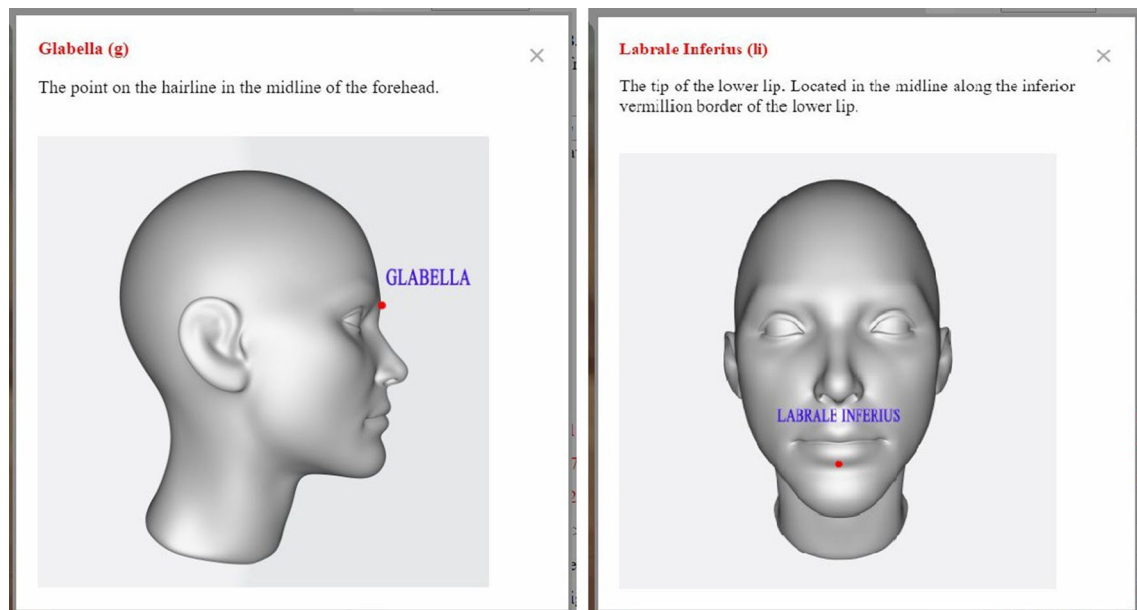 Glabella (g)
×
The point on the hairline in the midline of the forehead.
GLABELLA
Labrale Inferius (li)
×
The tip of the lower lip. Located in the midline along the inferior
vermillion border of the lower lip.
LABRALE INFERIUS